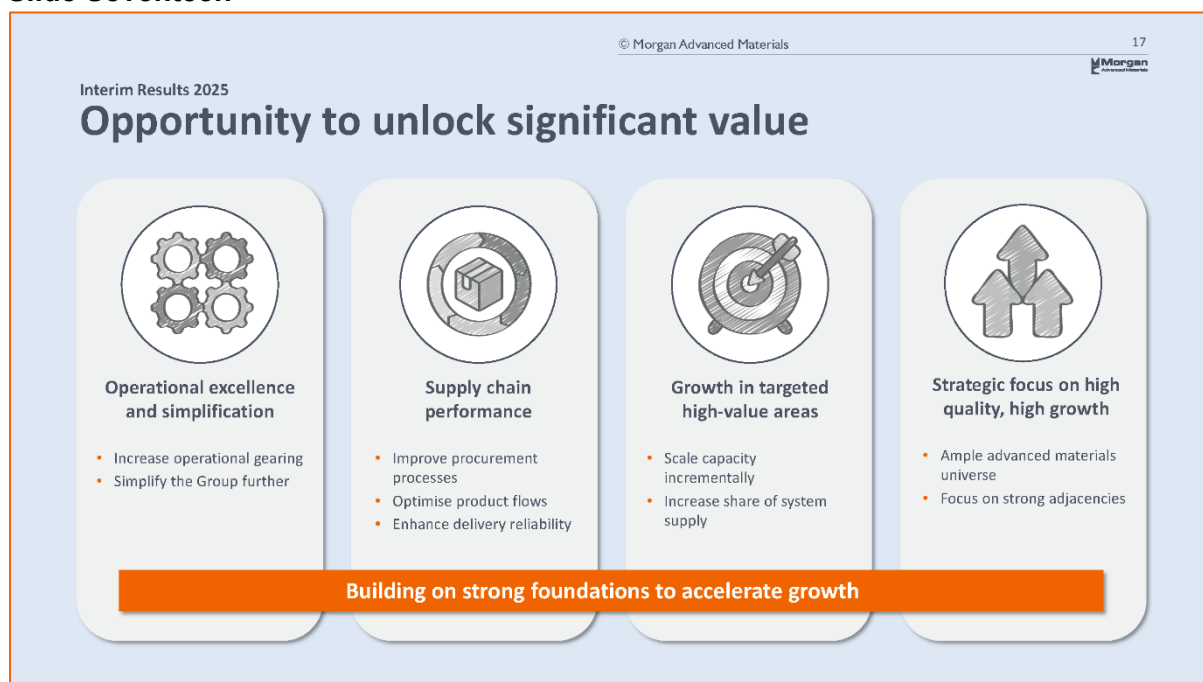 © Morgan Advanced Materials
17
Morgan
Advanced Materials
Interim Results 2025
Opportunity to unlock significant value
Operational excellence
and simplification
• Increase operational gearing
• Simplify the Group further
Supply chain
performance
• Improve procurement
processes
• Optimise product flows
• Enhance delivery reliability
Growth in targeted
high-value areas
• Scale capacity
incrementally
• Increase share of system
supply
Strategic focus on high
quality, high growth
• Ample advanced materials
universe
• Focus on strong adjacencies
Building on strong foundations to accelerate growth